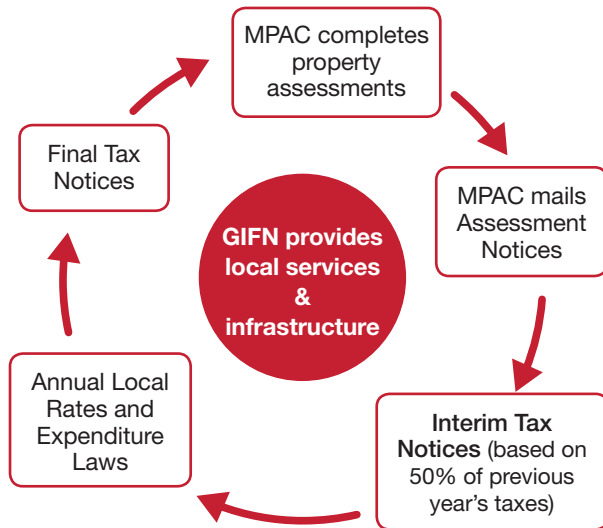 MPAC completes
property
assessments
MPAC mails
Assessment
Notices
Interim Tax
Notices (based on
50% of previous
year's taxes)
Annual Local
Rates and
Expenditure
Laws
Final Tax
Notices
GIFN provides
local services
&
infrastructure